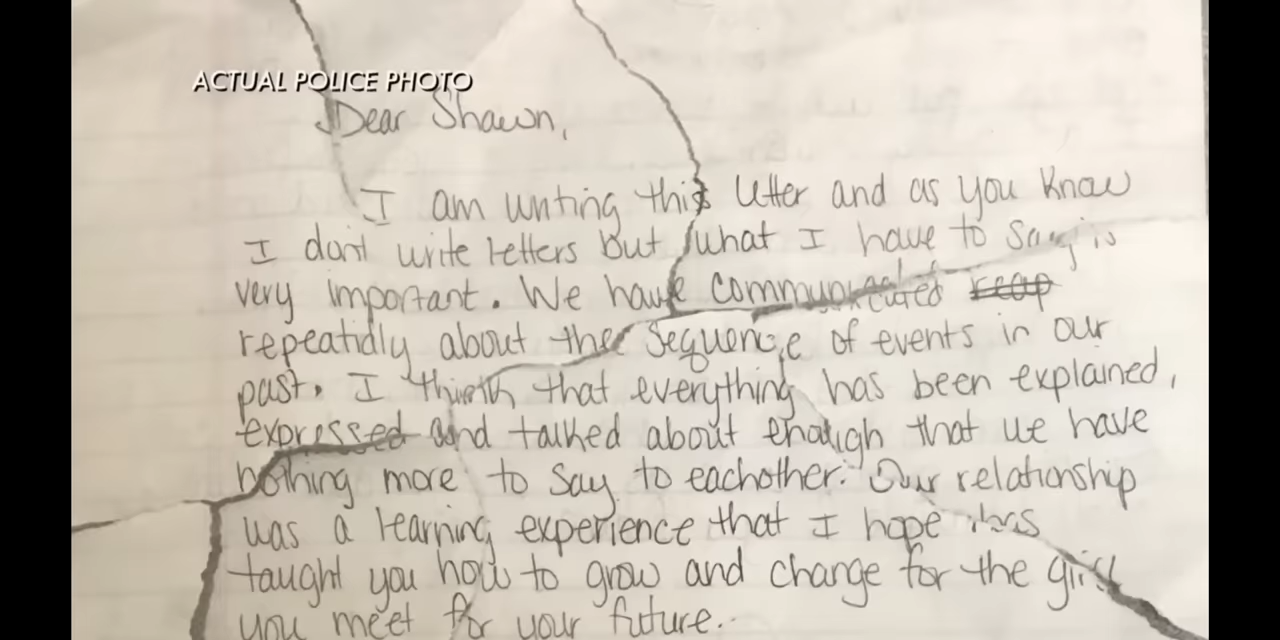 ACTUAL POLICE PHOTO
Dear Shawn,
I am writing this letter and as you know
I don't write letters but what I have to say is
very important. We have communicated reap
repeatidly about the sequence of events in our
past. I think that everything has been explained,
expressed and talked about enough that we have
nothing more to say to eachother. Our relationship
was a learning experience that I hope has
taught you how to grow and change for the girl
you meet for your future.